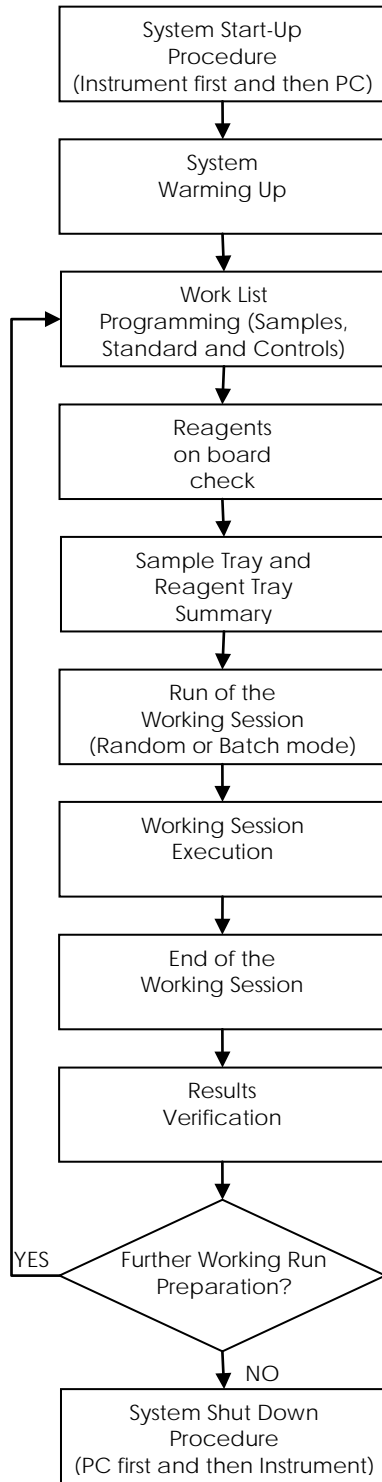 System Start-Up
Procedure
(Instrument first and then PC)
System
Warming Up
Work List
Programming (Samples,
Standard and Controls)
Reagents
on board
check
Sample Tray and
Reagent Tray
Summary
Run of the
Working Session
(Random or Batch mode)
Working Session
Execution
End of the
Working Session
Results
Verification
YES
Further Working Run
Preparation?
NO
System Shut Down
Procedure
(PC first and then Instrument)